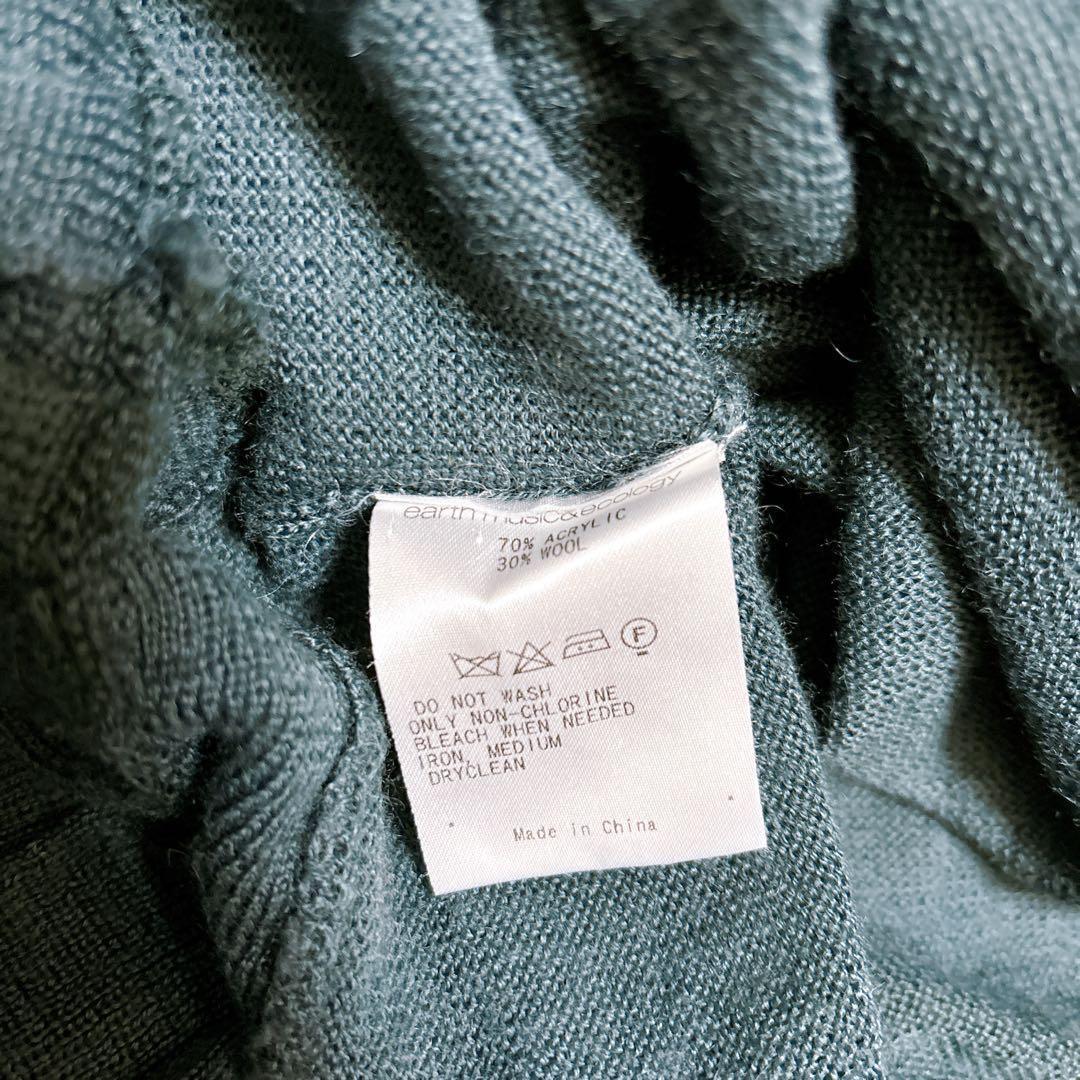 earth music&ecology
70% ACRYLIC
30% WOOL
F
DO NOT WASH
ONLY NON-CHLORINE
BLEACH WHEN NEEDED
IRON, MEDIUM
DRYCLEAN
Made in China